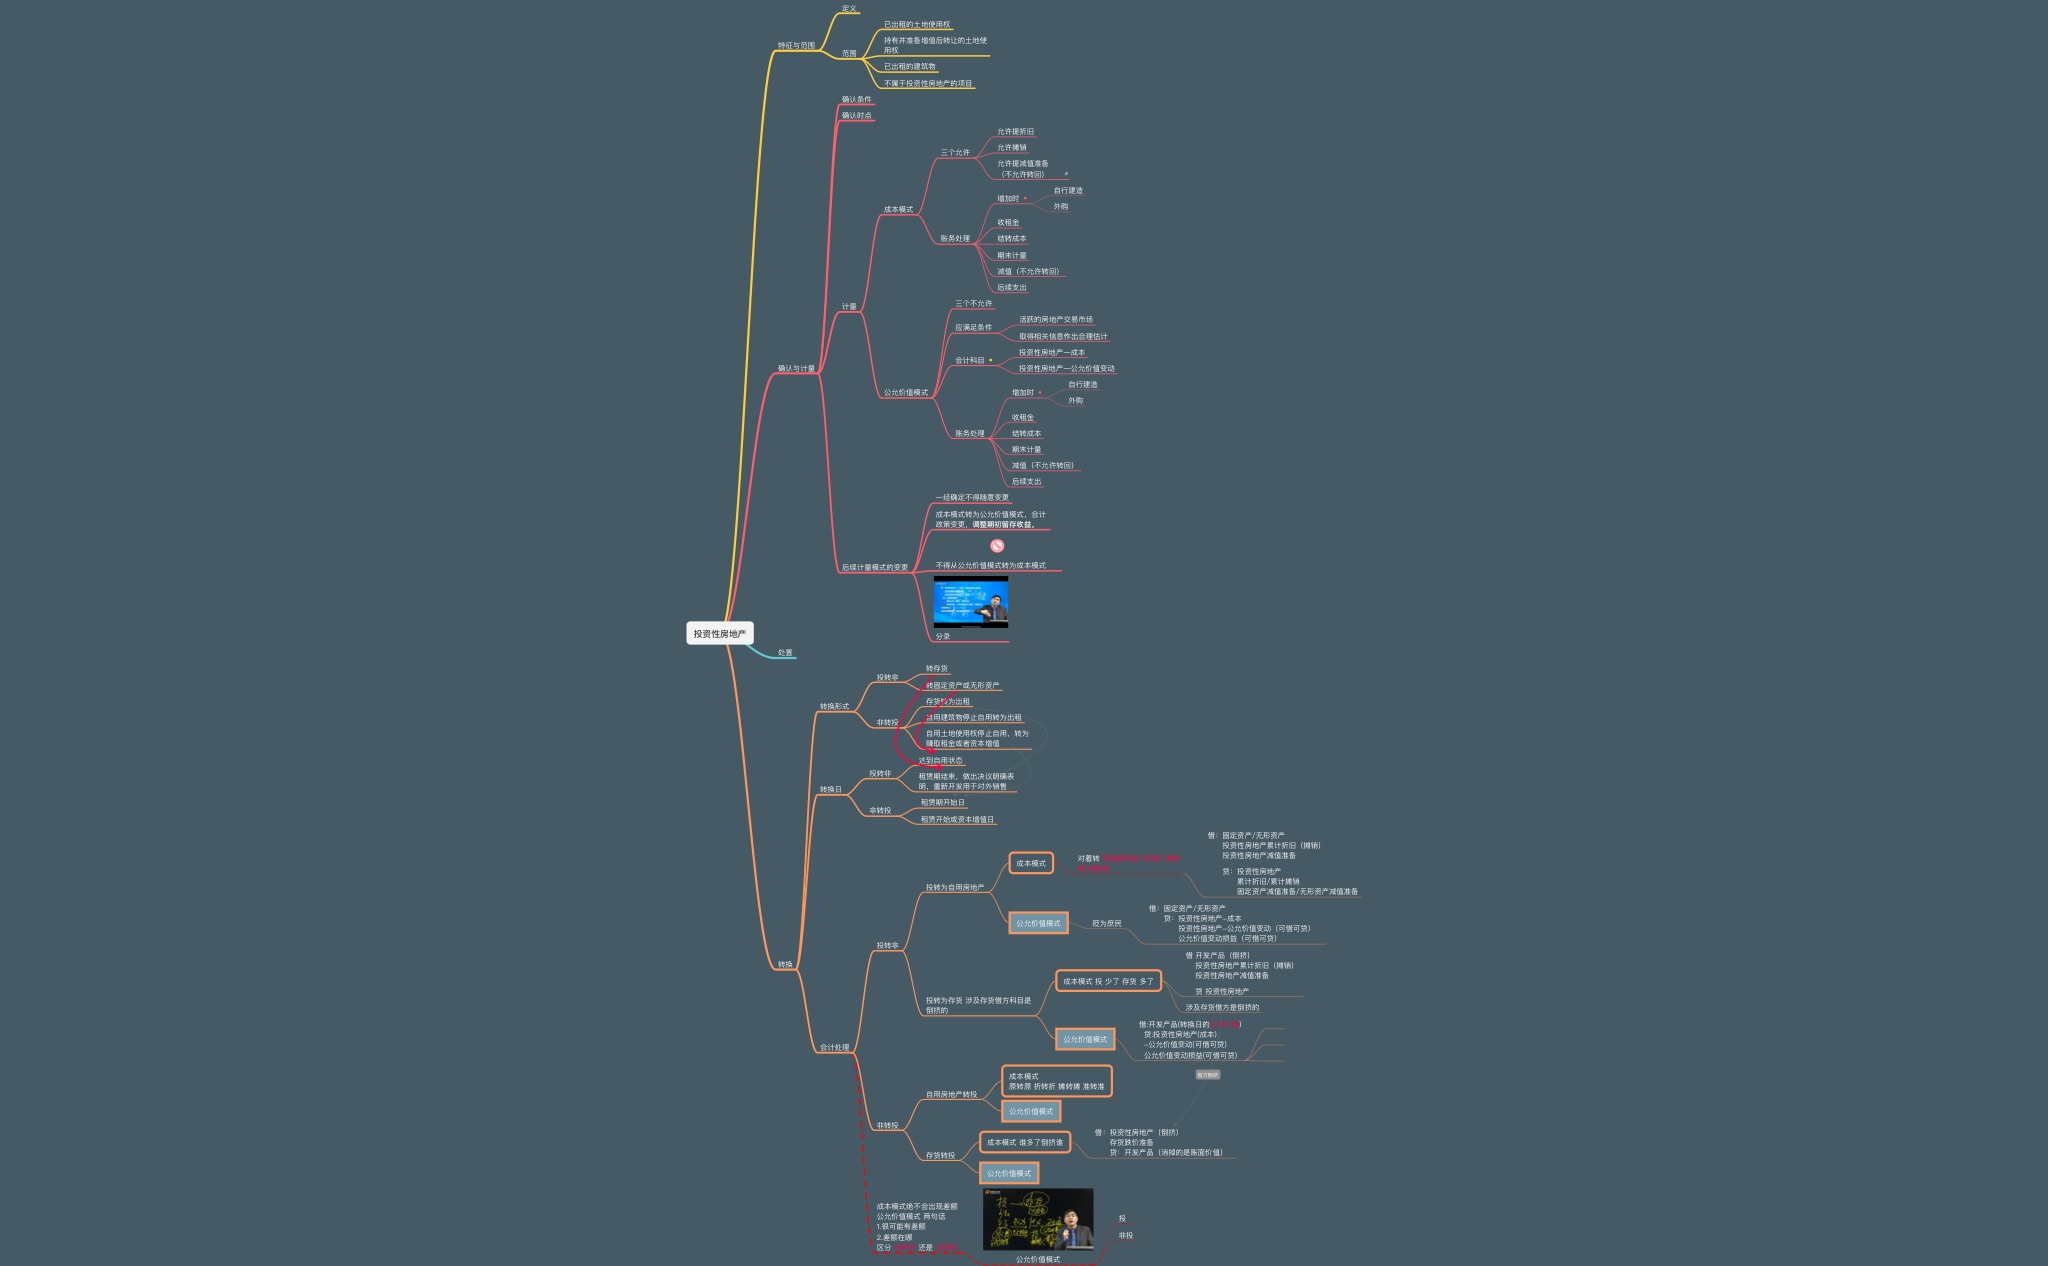 定义
特征与范围
已出租的土地使用权
持有并准备增值后转让的土地使
用权
范围
已出租的建筑物
不属于投资性房地产的项目
确认条件
确认时点
允许提折旧
允许摊销
三个允许
允许提减值准备
（不允许转回）
自行建造
增加时
外购
成本模式
收租金
账务处理
结转成本
期末计量
减值（不允许转回）
后续支出
计量
三个不允许
活跃的房地产交易市场
应满足条件
取得相关信息作出合理估计
投资性房地产—成本
会计科目
投资性房地产—公允价值变动
确认与计量
自行建造
公允价值模式
增加时
外购
收租金
账务处理
结转成本
期末计量
减值（不允许转回）
后续支出
一经确定不得随意变更
成本模式转为公允价值模式，会计
政策变更，调整期初留存收益。
后续计量模式的变更
不得从公允价值模式转为成本模式
分录
投资性房地产
处置
转存货
投转非
转固定资产或无形资产
转换形式
存货转为出租
非转投
自用建筑物停止自用转为出租
自用土地使用权停止自用，转为
赚取租金或者资本增值
达到自用状态
投转非
租赁期结束，做出决议明确表
明，重新开发用于对外销售
转换日
租赁期开始日
非转投
租赁开始或资本增值日
借：固定资产/无形资产
投资性房地产累计折旧（摊销）
投资性房地产减值准备
贷：投资性房地产
累计折旧/累计摊销
固定资产减值准备/无形资产减值准备
成本模式
对着转
投转为自用房地产
公允价值模式
贬为庶民
借：固定资产/无形资产
贷：投资性房地产-成本
投资性房地产-公允价值变动（可借可贷）
公允价值变动损益（可借可贷）
投转非
转换
借 开发产品（倒挤）
投资性房地产累计折旧（摊销）
投资性房地产减值准备
贷 投资性房地产
成本模式 投 少了 存货 多了
涉及存货借方是倒挤的
投转为存货 涉及存货借方科目是
倒挤的
公允价值模式
借:开发产品(转换日的
)
贷:投资性房地产(成本)
-公允价值变动(可借可贷)
公允价值变动损益(可借可贷)
借方倒挤
会计处理
成本模式
原转原 折转折 摊转摊 准转准
自用房地产转投
公允价值模式
非转投
成本模式 谁多了倒挤谁
借：投资性房地产（倒挤）
存货跌价准备
贷：开发产品（消掉的是账面价值）
存货转投
公允价值模式
成本模式绝不会出现差额
公允价值模式 两句话
1.很可能有差额
2.差额在哪
区分
还是
投
非投
公允价值模式